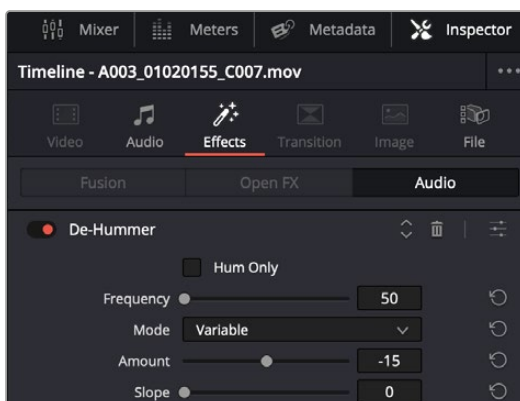 Mixer Meters Metadata Inspector
Timeline - A003_01020155_C007.mov
Video Audio Effects Transition Image File
Fusion Open FX Audio
De-Hummer
Hum Only
Frequency 50
Mode Variable
Amount -15
Slope 0